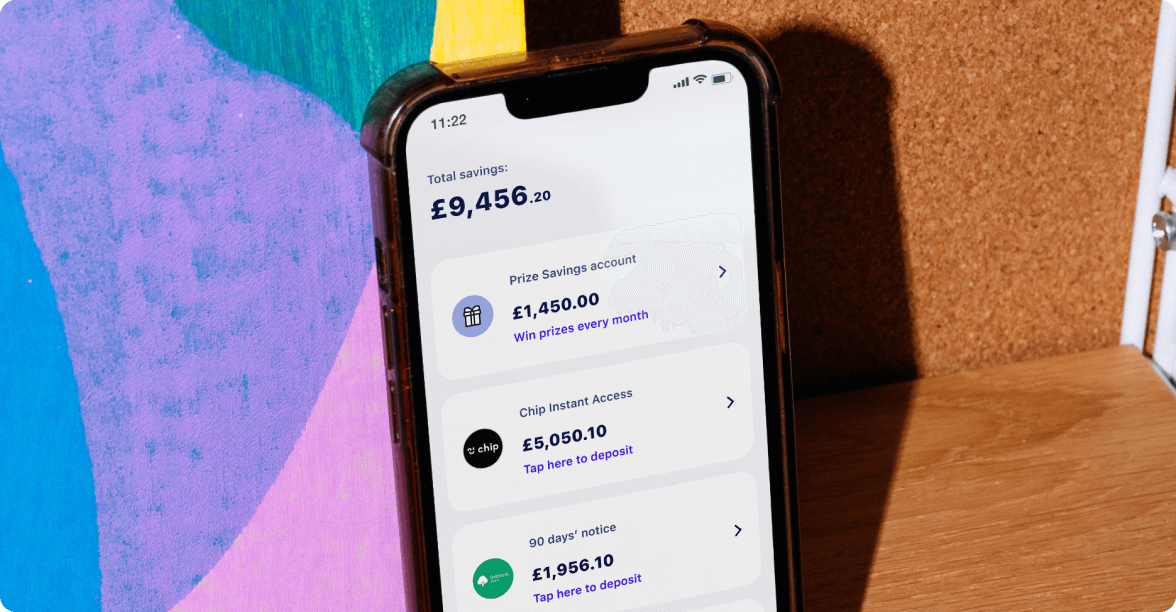 11:22
Total savings:
£9,456.20
Prize Savings account
£1,450.00
Win prizes every month
Chip Instant Access
chip
£5,050.10
Tap here to deposit
90 days’ notice
£1,956.10
Tap here to deposit